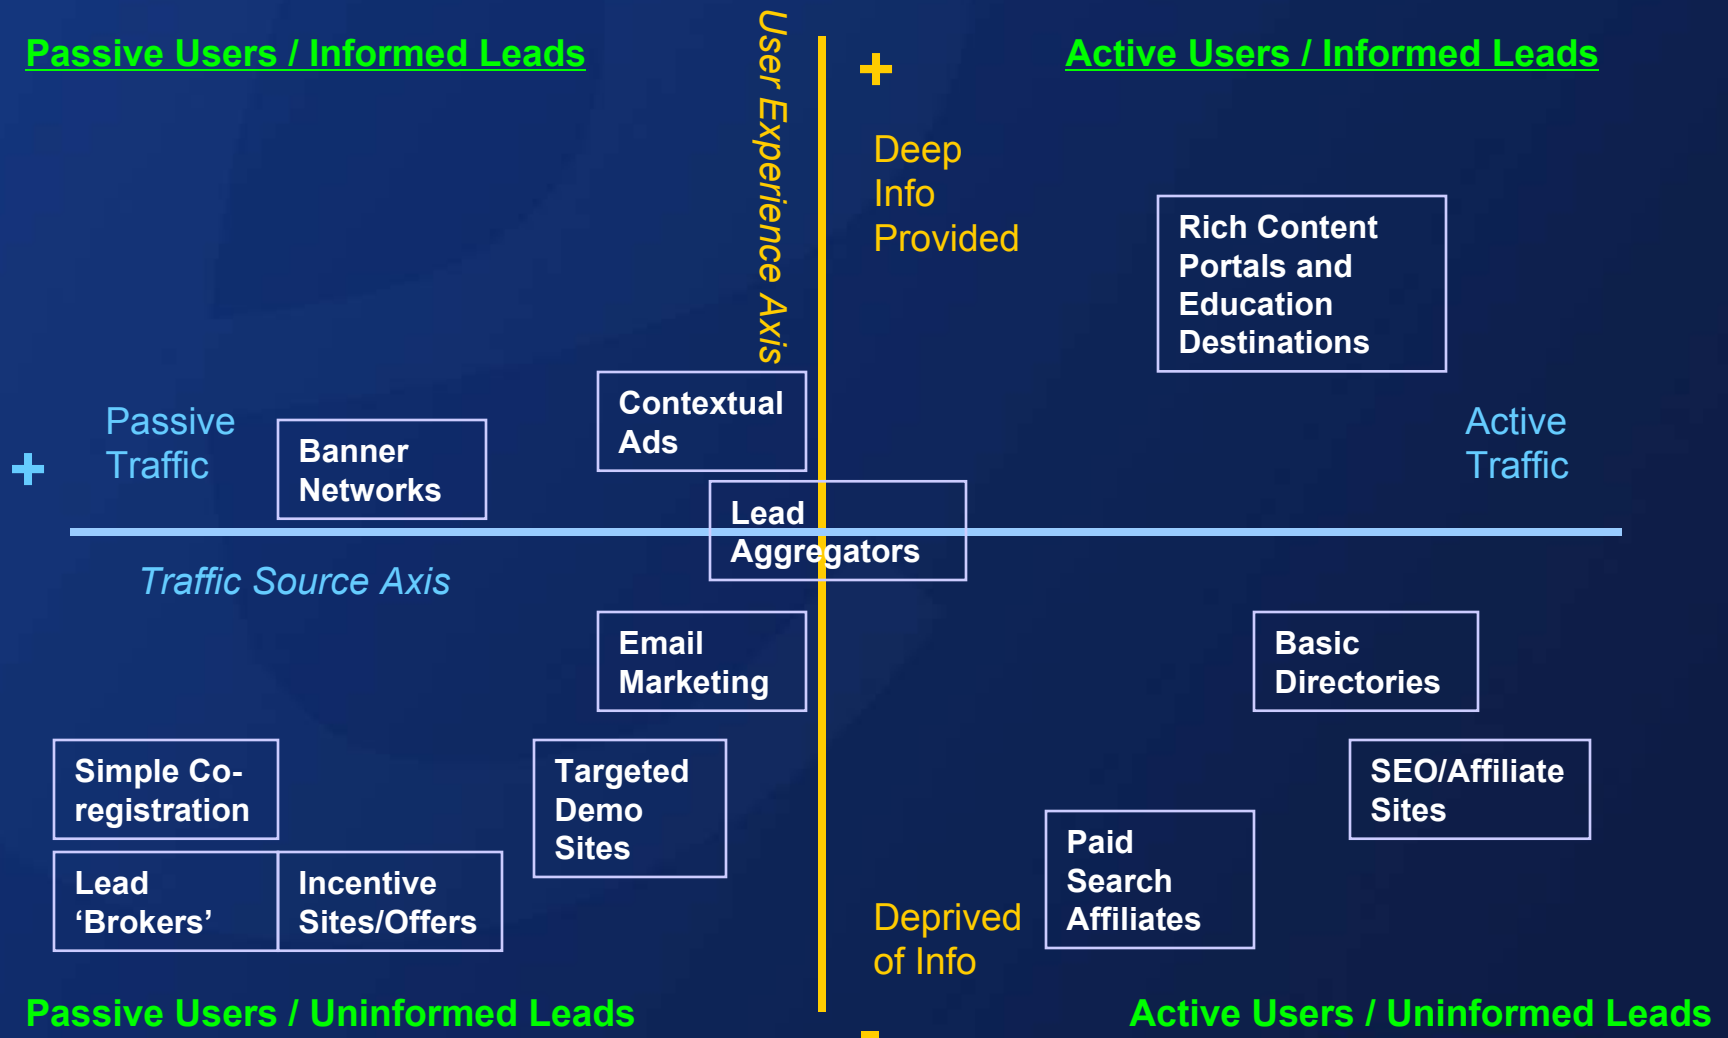 Passive Users / Informed Leads
User Experience Axis
+
Active Users / Informed Leads
Deep
Info
Provided
Rich Content
Portals and
Education
Destinations
Contextual
Ads
Passive
Traffic
+
Banner
Networks
Active
Traffic
Lead
Aggregators
Traffic Source Axis
Email
Marketing
Basic
Directories
Simple Co-
registration
Targeted
Demo
Sites
SEO/Affiliate
Sites
Paid
Search
Affiliates
Lead
‘Brokers’
Incentive
Sites/Offers
Deprived
of Info
Passive Users / Uninformed Leads
Active Users / Uninformed Leads
-